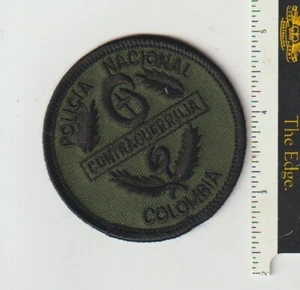 POLICIA NACIONAL
CONTRAGUERRILLA
COLOMBIA
The Edge.